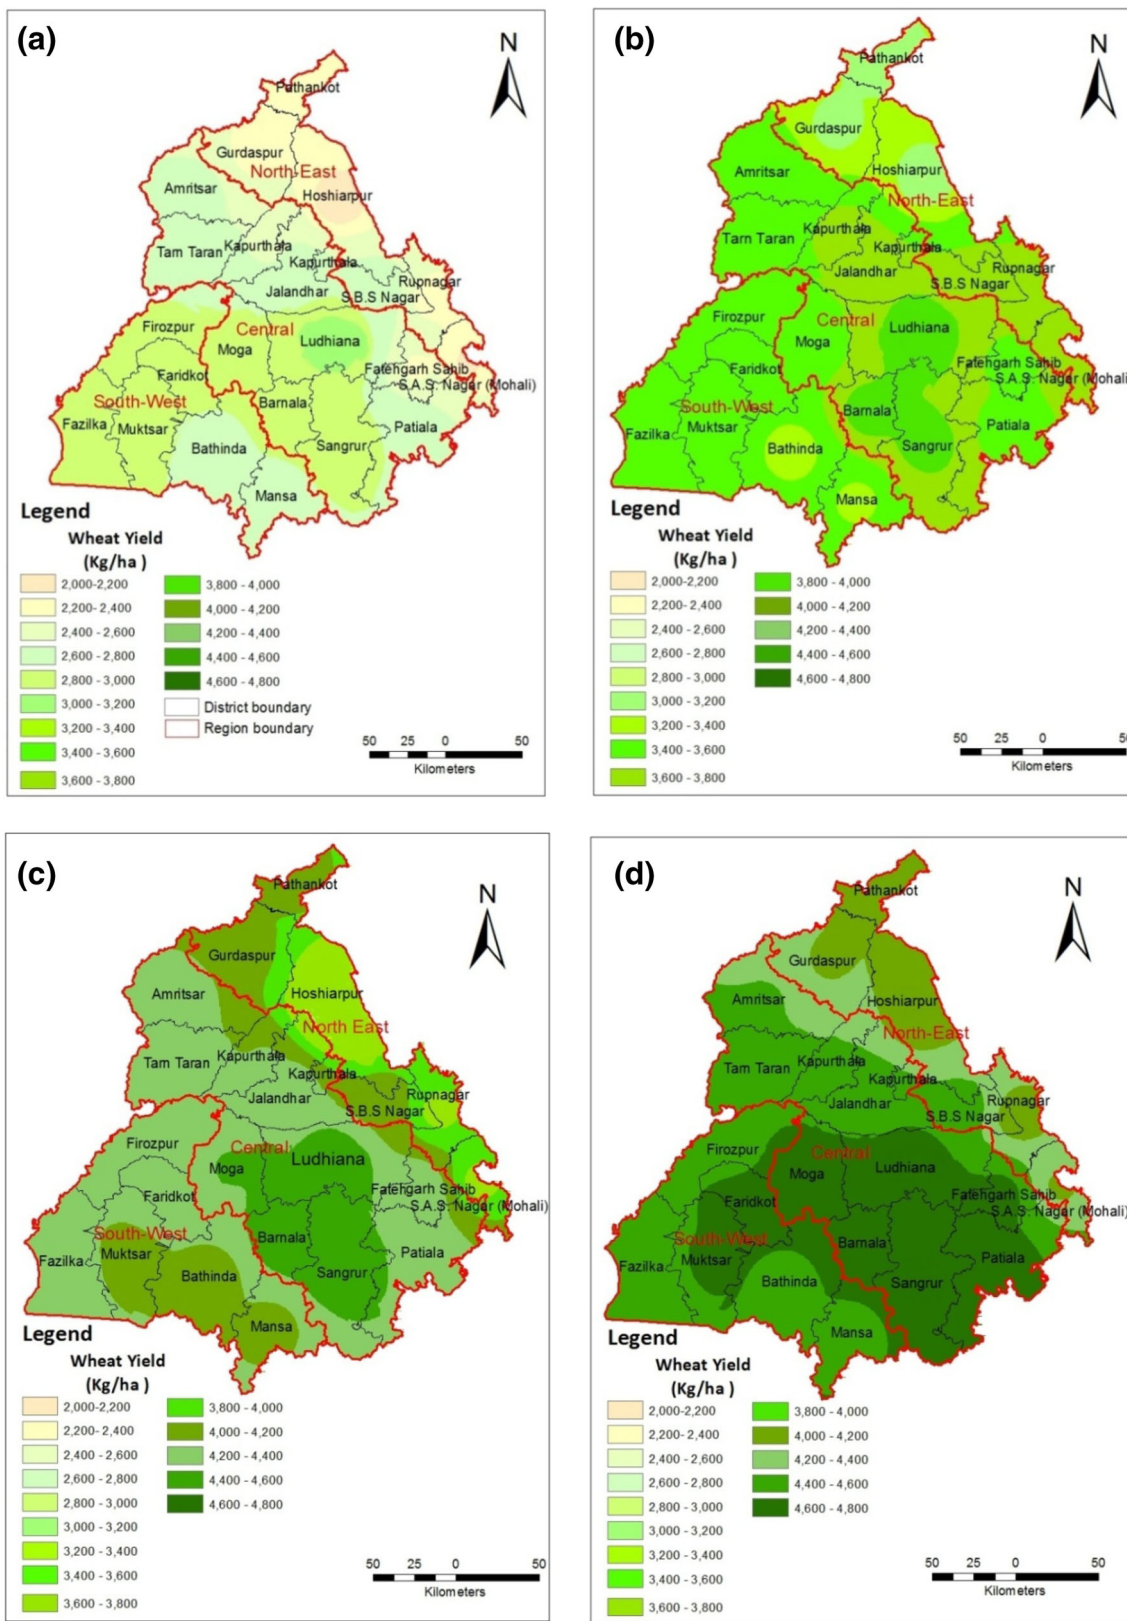 (a)
N
Pathankot
Gurdaspur
North-East
Amritsar
Hoshiarpur
Tam Taran
Kapurthala
Kapurthala
Rupnagar
Jalandhar
S.B.S Nagar
Firozpur
Central
Moga
Ludhiana
Fatehgarh Sahib
Faridkot
S.A.S. Nagar (Mohali)
South-West
Barnala
Fazilka
Muktsar
Patiala
Bathinda
Sangrur
Mansa
Legend
Wheat Yield
(Kg/ha )
2,000-2,200
2,200- 2,400
2,400 - 2,600
2,600 - 2,800
2,800 - 3,000
3,000 - 3,200
3,200 - 3,400
3,400 - 3,600
3,600 - 3,800
3,800 - 4,000
4,000 - 4,200
4,200 - 4,400
4,400 - 4,600
4,600 - 4,800
District boundary
Region boundary
50 25 0 50
Kilometers
(b)
N
Pathankot
Gurdaspur
Hoshiarpur
Amritsar
North-East
Kapurthala
Tarn Taran
Kapurthala
Jalandhar
Rupnagar
S.B.S Nagar
Firozpur
Central
Ludhiana
Moga
Fatehgarh Sahib
Faridkot
S.A.S. Nagar (Mohali)
South-West
Barnala
Fazilka
Muktsar
Patiala
Bathinda
Sangrur
Mansa
Legend
Wheat Yield
(Kg/ha )
2,000-2,200
2,200- 2,400
2,400 - 2,600
2,600 - 2,800
2,800 - 3,000
3,000 - 3,200
3,200 - 3,400
3,400 - 3,600
3,600 - 3,800
3,800 - 4,000
4,000 - 4,200
4,200 - 4,400
4,400 - 4,600
4,600 - 4,800
50 25 0 50
Kilometers
(c)
N
Pathankot
Gurdaspur
Amritsar
Hoshiarpur
North East
Tam Taran
Kapurthala
Kapurthala
Jalandhar
Rupnagar
S.B.S Nagar
Firozpur
Central
Moga
Ludhiana
Fatehgarh Sahib
Faridkot
S.A.S. Nagar (Mohali)
South-West
Barnala
Fazilka
Muktsar
Patiala
Bathinda
Sangrur
Mansa
Legend
Wheat Yield
(Kg/ha )
2,000-2,200
2,200- 2,400
2,400 - 2,600
2,600 - 2,800
2,800 - 3,000
3,000 - 3,200
3,200 - 3,400
3,400 - 3,600
3,600 - 3,800
3,800 - 4,000
4,000 - 4,200
4,200 - 4,400
4,400 - 4,600
4,600 - 4,800
50 25 0 50
Kilometers
(d)
N
Pathankot
Gurdaspur
Amritsar
Hoshiarpur
North-East
Tam Taran
Kapurthala
Kapurthala
Jalandhar
Rupnagar
S.B.S Nagar
Firozpur
Central
Moga
Ludhiana
Fatehgarh Sahib
Faridkot
S.A.S. Nagar (Mohali)
South-West
Barnala
Fazilka
Muktsar
Patiala
Bathinda
Sangrur
Mansa
Legend
Wheat Yield
(Kg/ha )
2,000-2,200
2,200- 2,400
2,400 - 2,600
2,600 - 2,800
2,800 - 3,000
3,000 - 3,200
3,200 - 3,400
3,400 - 3,600
3,600 - 3,800
3,800 - 4,000
4,000 - 4,200
4,200 - 4,400
4,400 - 4,600
4,600 - 4,800
50 25 0 50
Kilometers